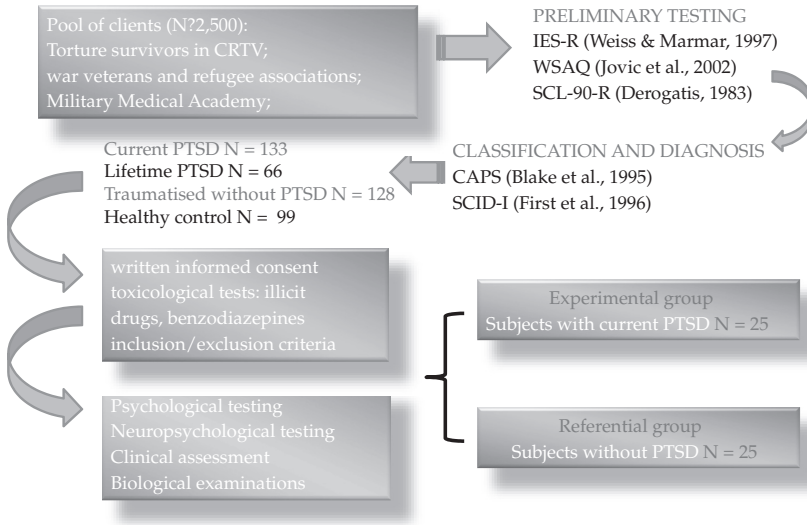 Pool of clients (N?2,500):
Torture survivors in CRTV;
war veterans and refugee associations;
Military Medical Academy;
PRELIMINARY TESTING
IES-R (Weiss & Marmar, 1997)
WSAQ (Jovic et al., 2002)
SCL-90-R (Derogatis, 1983)
CLASSIFICATION AND DIAGNOSIS
CAPS (Blake et al., 1995)
SCID-I (First et al., 1996)
Current PTSD N = 133
Lifetime PTSD N = 66
Traumatised without PTSD N = 128
Healthy control N = 99
written informed consent
toxicological tests: illicit
drugs, benzodiazepines
inclusion/exclusion criteria
Psychological testing
Neuropsychological testing
Clinical assessment
Biological examinations
Experimental group
Subjects with current PTSD N = 25
Referential group
Subjects without PTSD N = 25